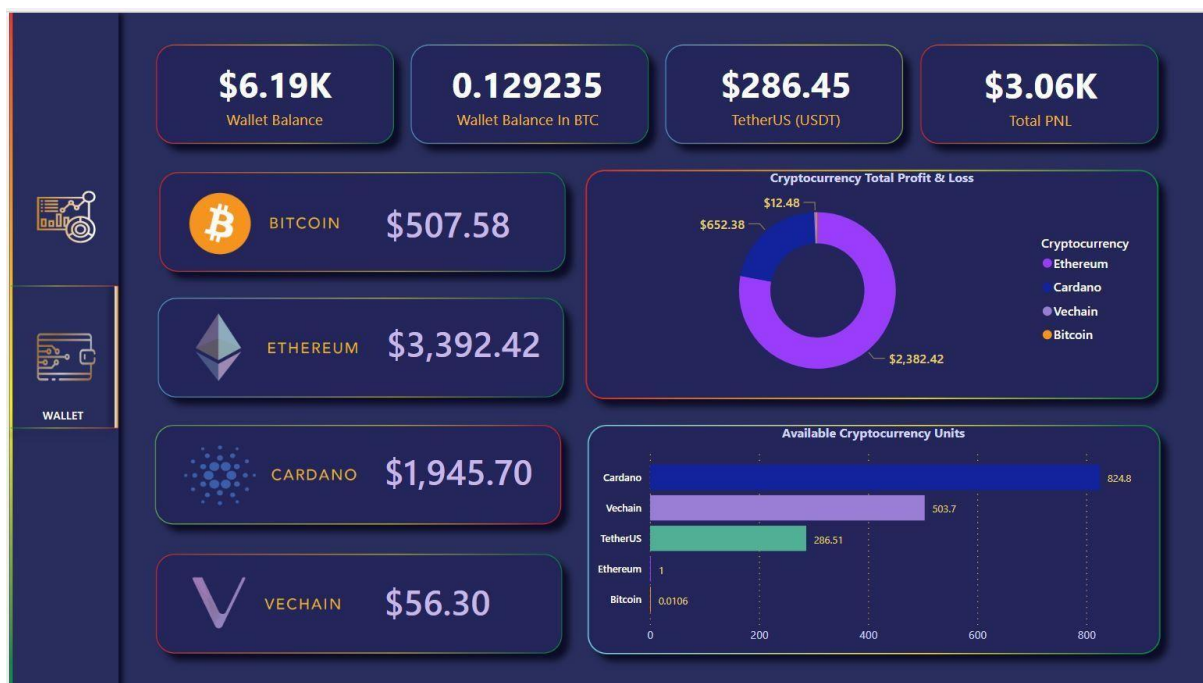 $6.19K
Wallet Balance
0.129235
Wallet Balance In BTC
$286.45
TetherUS (USDT)
$3.06K
Total PNL
WALLET
BITCOIN
$507.58
ETHEREUM
$3,392.42
CARDANO
$1,945.70
VECHAIN
$56.30
Cryptocurrency Total Profit & Loss
$12.48
$652.38
$2,382.42
Cryptocurrency
Ethereum
Cardano
Vechain
Bitcoin
Available Cryptocurrency Units
Cardano
824.8
Vechain
503.7
TetherUS
286.51
Ethereum
1
Bitcoin
0.0106
0 200 400 600 800